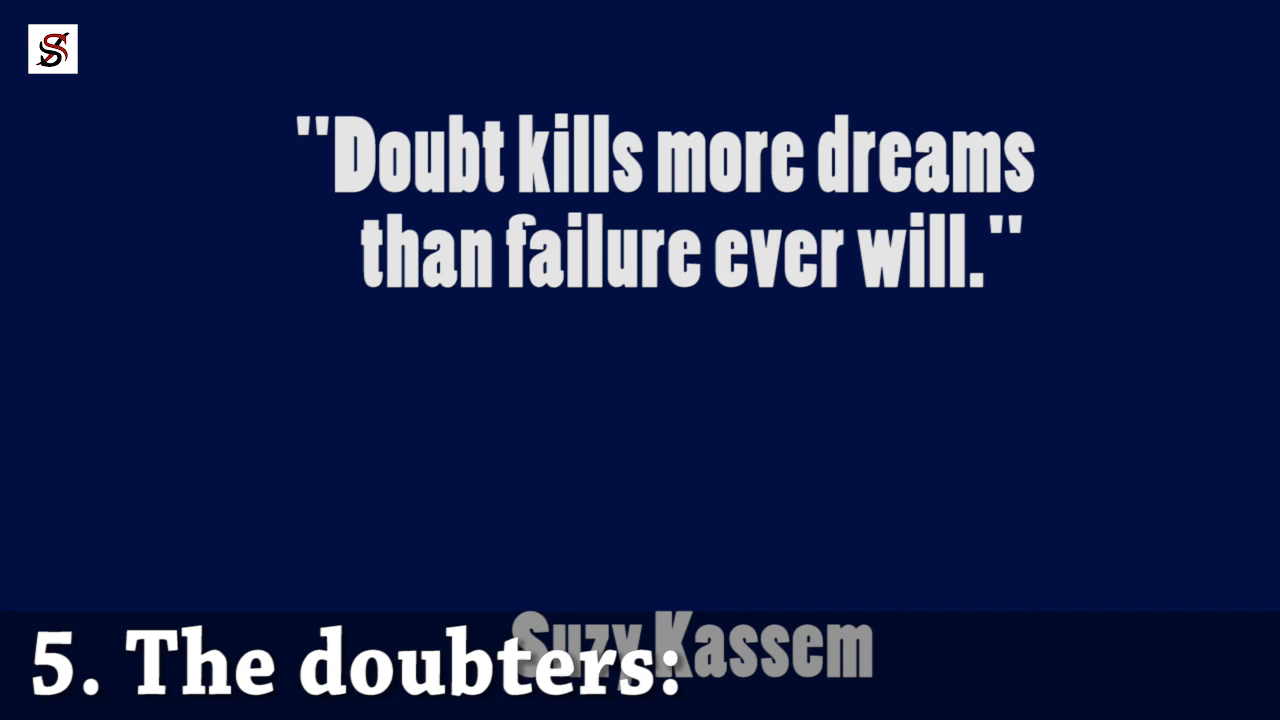 "Doubt kills more dreams
than failure ever will."
Suzy Kassem
5. The doubters: